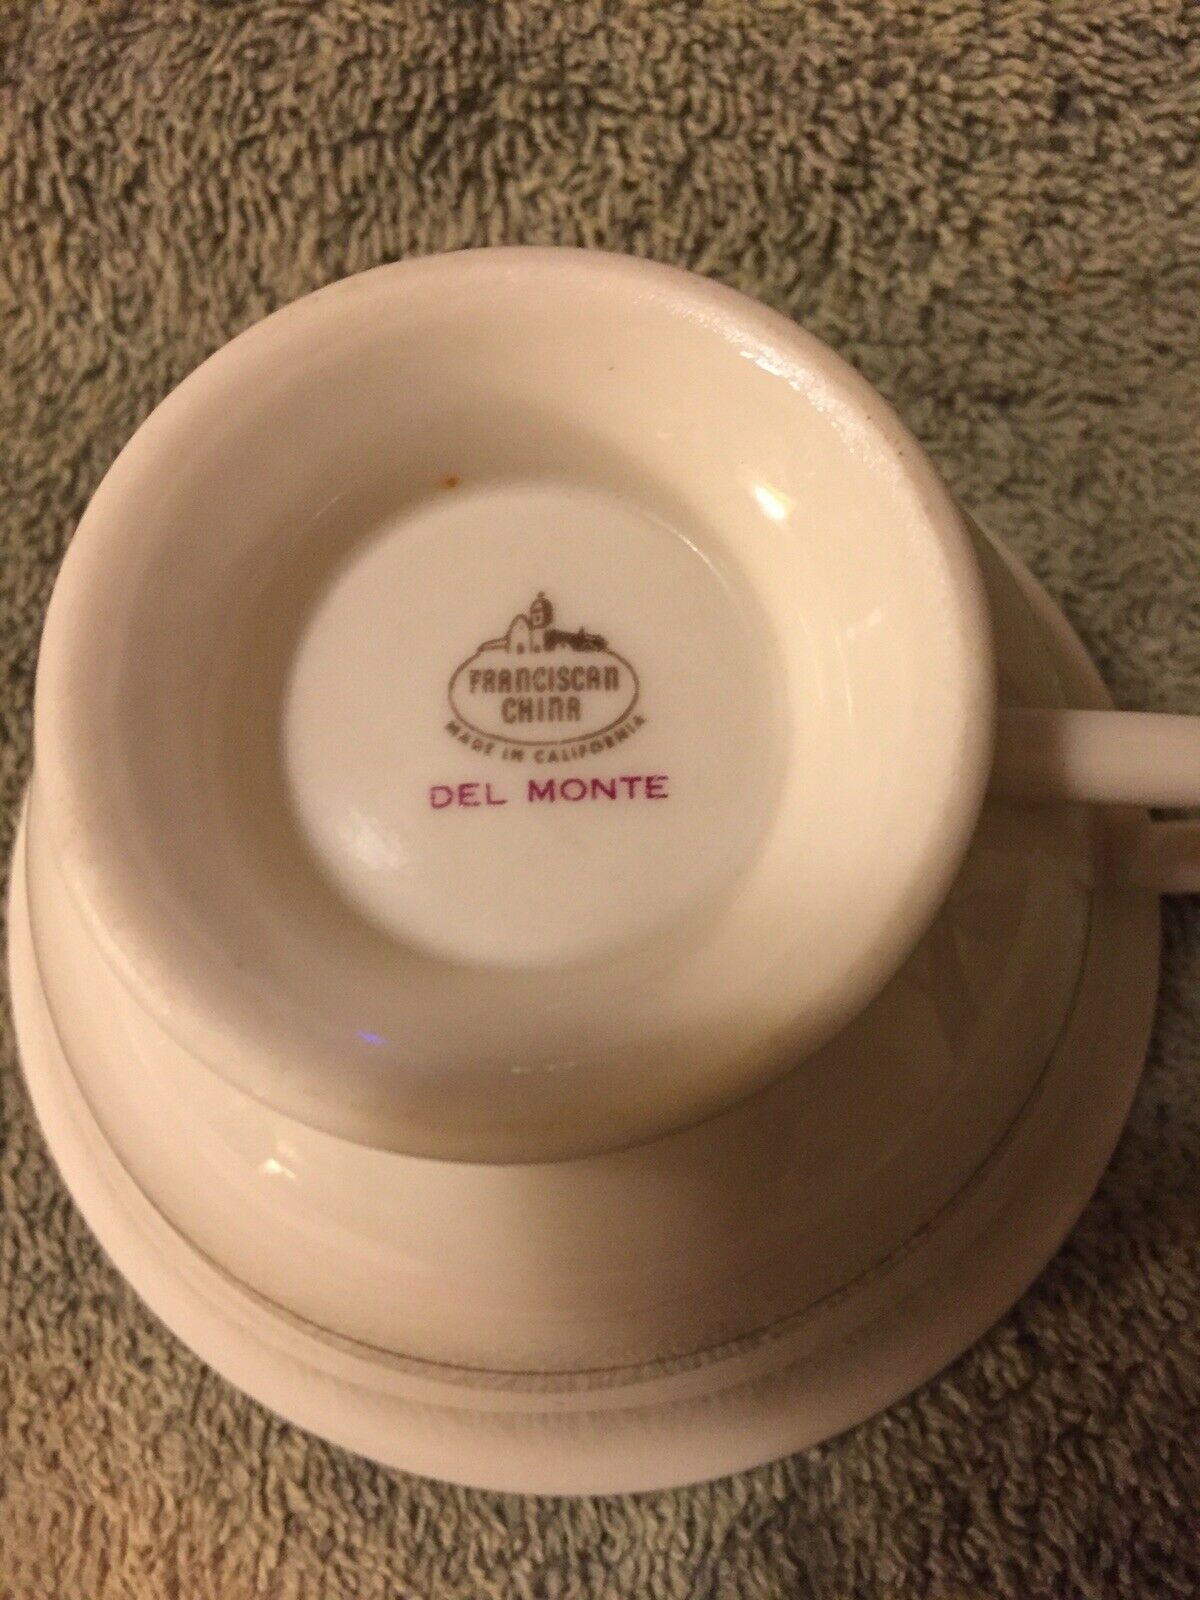 FRANCISCAN
CHINA
MADE IN CALIFORNIA
DEL MONTE